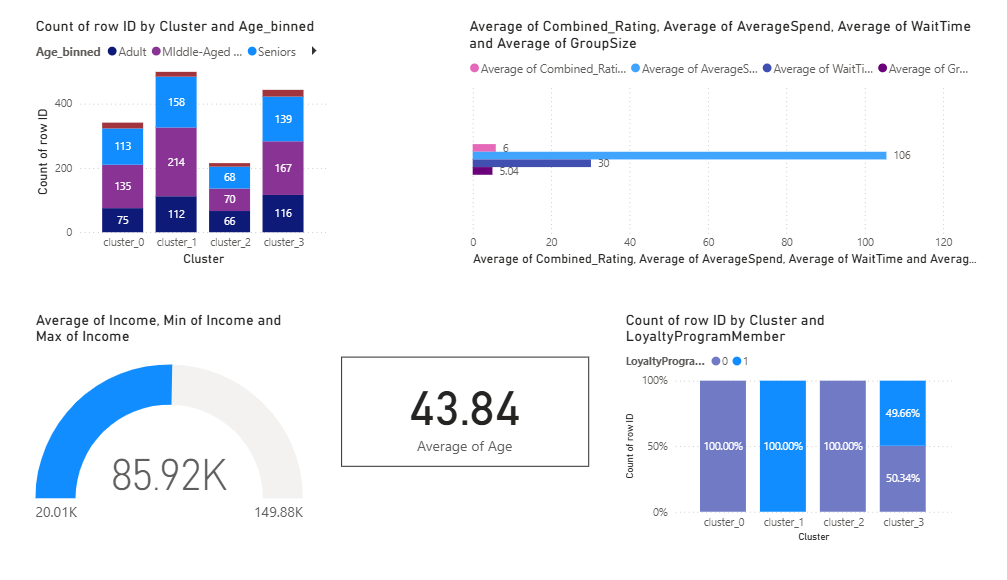 Count of row ID by Cluster and Age_binned
Age_binned Adult MIddle-Aged ... Seniors
Count of row ID
400
200
0
158
139
113
214
167
135
68
70
75
112
66
116
cluster_0 cluster_1 cluster_2 cluster_3
Cluster
Average of Combined_Rating, Average of AverageSpend, Average of WaitTime
and Average of GroupSize
Average of Combined_Rati... Average of AverageS... Average of WaitTi... Average of Gr...
6
106
30
5.04
0 20 40 60 80 100 120
Average of Combined_Rating, Average of AverageSpend, Average of WaitTime and Averag...
Average of Income, Min of Income and
Max of Income
85.92K
20.01K 149.88K
43.84
Average of Age
Count of row ID by Cluster and
LoyaltyProgramMember
LoyaltyProgra... 0 1
Count of row ID
100%
50%
0%
49.66%
100.00% 100.00% 100.00%
50.34%
cluster_0 cluster_1 cluster_2 cluster_3
Cluster